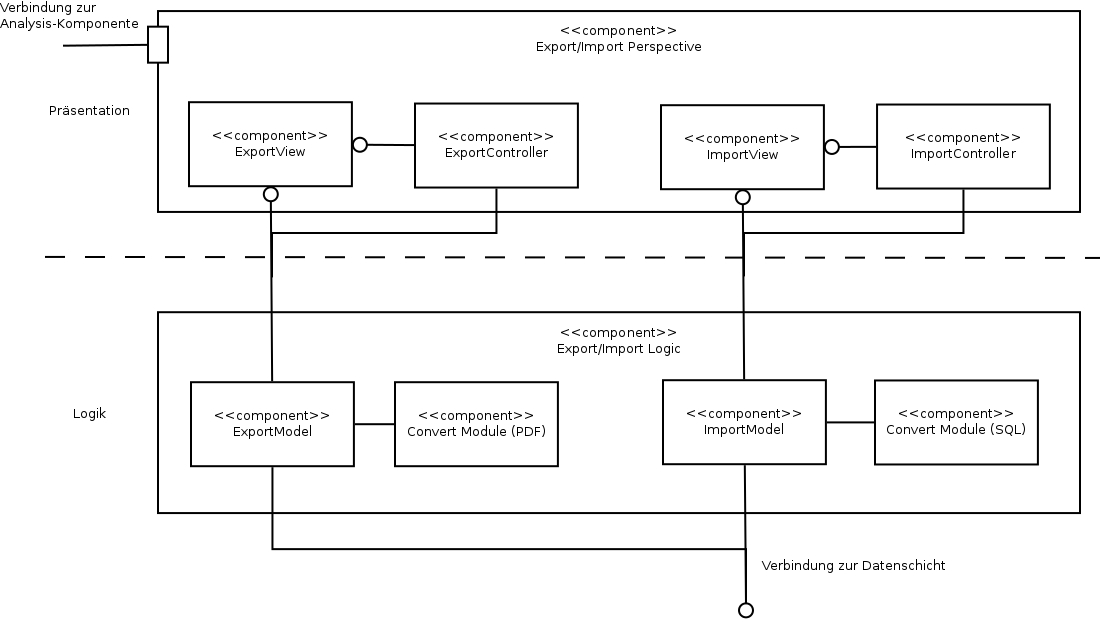 Verbindung zur
Analysis-Komponente
<<component>>
Export/Import Perspective
Präsentation
<<component>>
ExportView
<<component>>
ExportController
<<component>>
ImportView
<<component>>
ImportController
<<component>>
Export/Import Logic
Logik
<<component>>
ExportModel
<<component>>
Convert Module (PDF)
<<component>>
ImportModel
<<component>>
Convert Module (SQL)
Verbindung zur Datenschicht